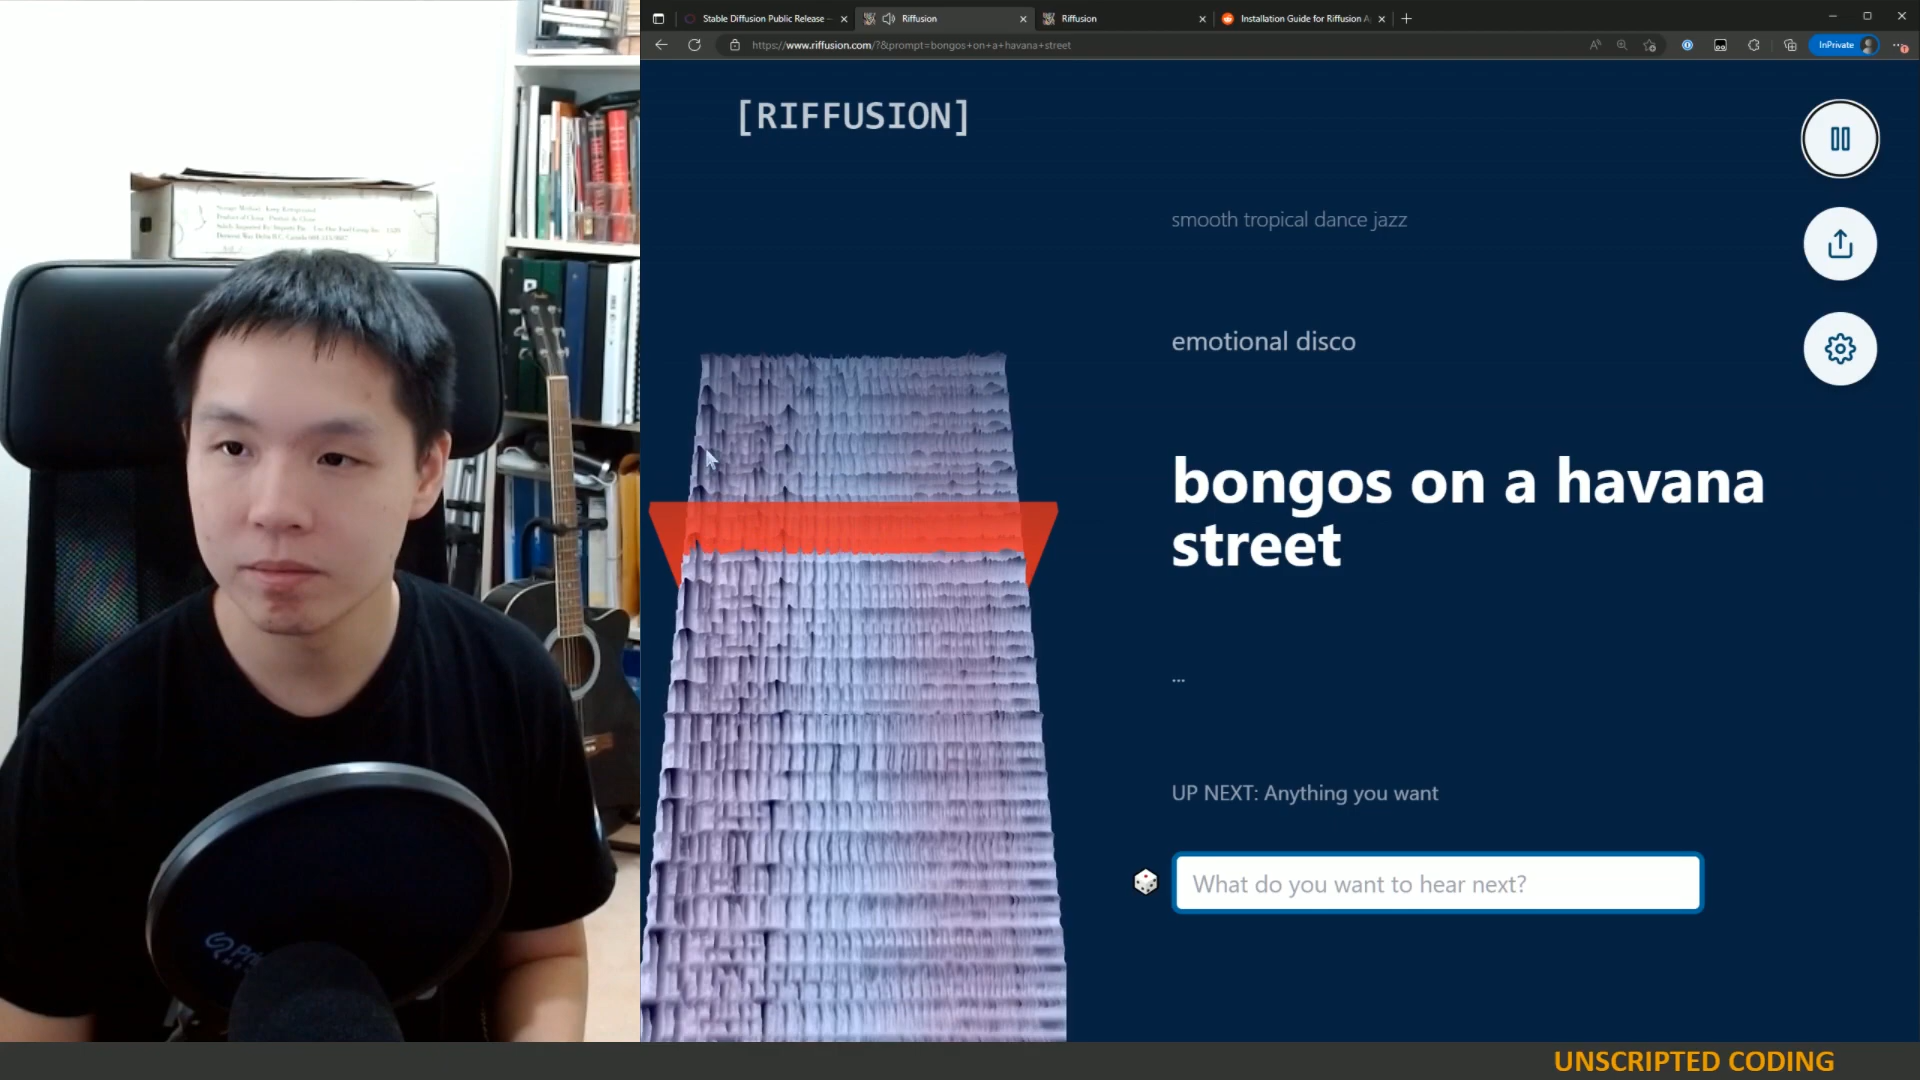 Stable Diffusion Public Release –
Riffusion
Riffusion
Installation Guide for Riffusion A
https://www.riffusion.com/?&prompt=bongos+on+a+havana+street
InPrivate
[RIFFUSION]
smooth tropical dance jazz
emotional disco
bongos on a havana
street
...
UP NEXT: Anything you want
What do you want to hear next?
Fender
UNSCRIPTED CODING